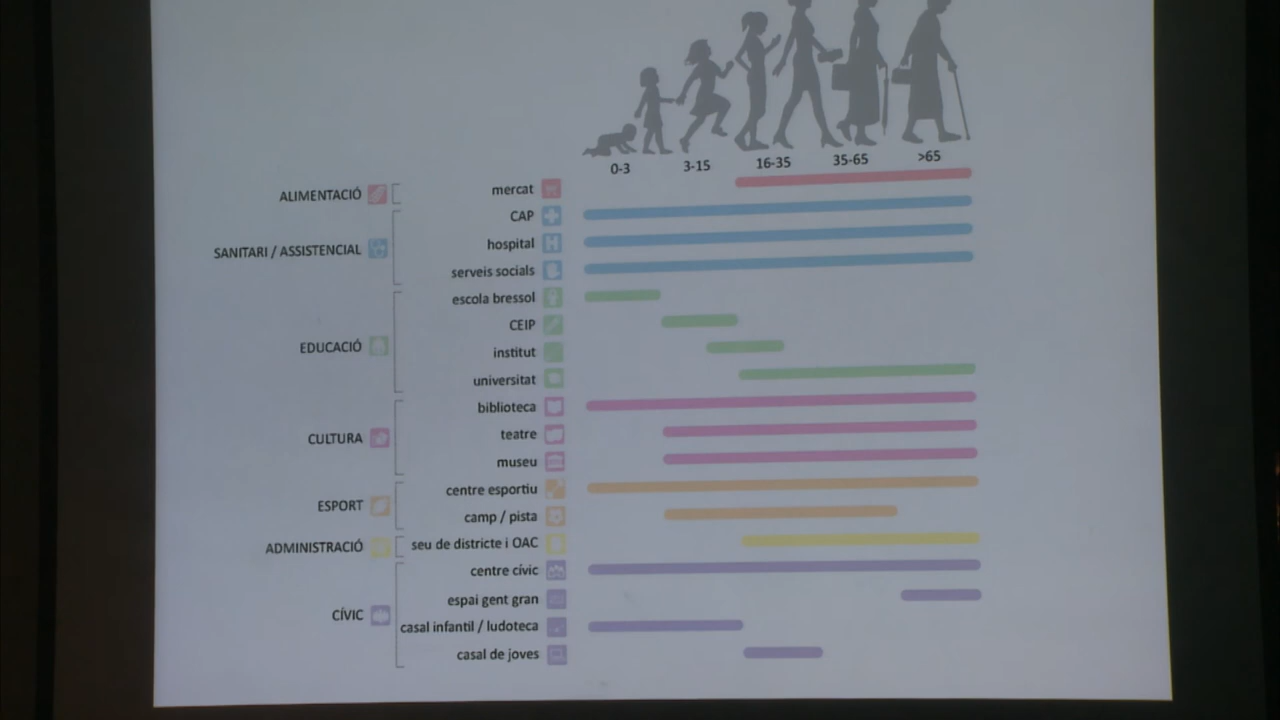 0-3 3-15 16-35 35-65 >65
ALIMENTACIÓ
mercat
SANITARI / ASSISTENCIAL
CAP
hospital
serveis socials
EDUCACIÓ
escola bressol
CEIP
institut
universitat
CULTURA
biblioteca
teatre
museu
ESPORT
centre esportiu
camp / pista
ADMINISTRACIÓ
seu de districte i OAC
CÍVIC
centre cívic
espai gent gran
casal infantil / ludoteca
casal de joves